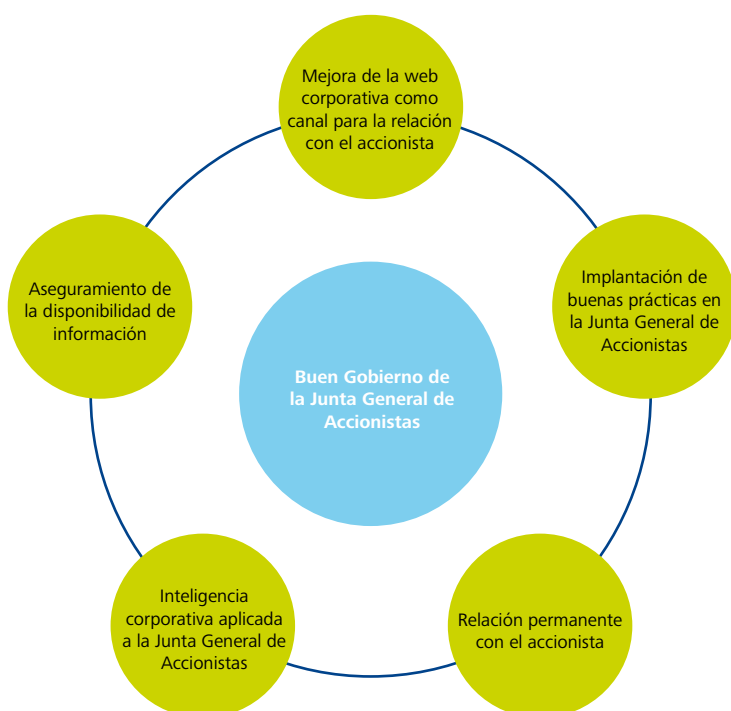 Mejora de la web
corporativa como
canal para la relación
con el accionista
Implantación de
buenas prácticas en
la Junta General de
Accionistas
Relación permanente
con el accionista
Inteligencia
corporativa aplicada
a la Junta General de
Accionistas
Aseguramiento de
la disponibilidad de
información
Buen Gobierno de
la Junta General de
Accionistas